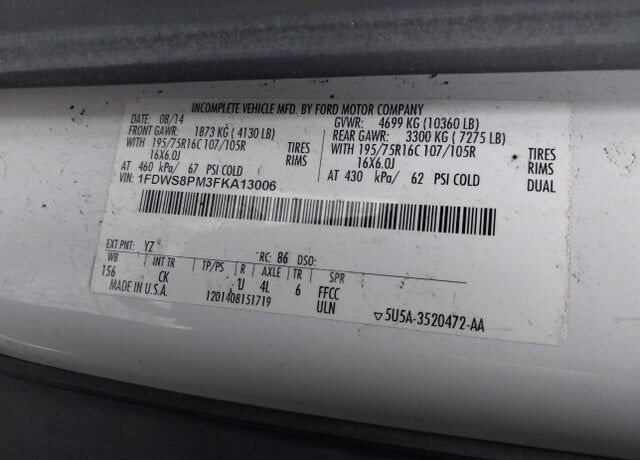 INCOMPLETE VEHICLE MFD. BY FORD MOTOR COMPANY
DATE: 08/14 GVWR: 4699 KG (10360 LB)
FRONT GAWR: 1873 KG ( 4130 LB) REAR GAWR: 3300 KG ( 7275 LB)
WITH 195/75R16C 107/105R TIRES WITH 195/75R16C 107/105R TIRES
16X6.0J RIMS 16X6.0J RIMS
AT 460 kPa/ 67 PSI COLD AT 430 kPa/ 62 PSI COLD DUAL
VIN: 1FDWS8PM3FKA13006
EXT PNT: YZ RC: 86 DSO:
WB INT TR TP/PS R AXLE TR SPR
156 CK U 4L 6 FFCC
MADE IN U.S.A. 1201408151719 ULN ▽5U5A-3520472-AA